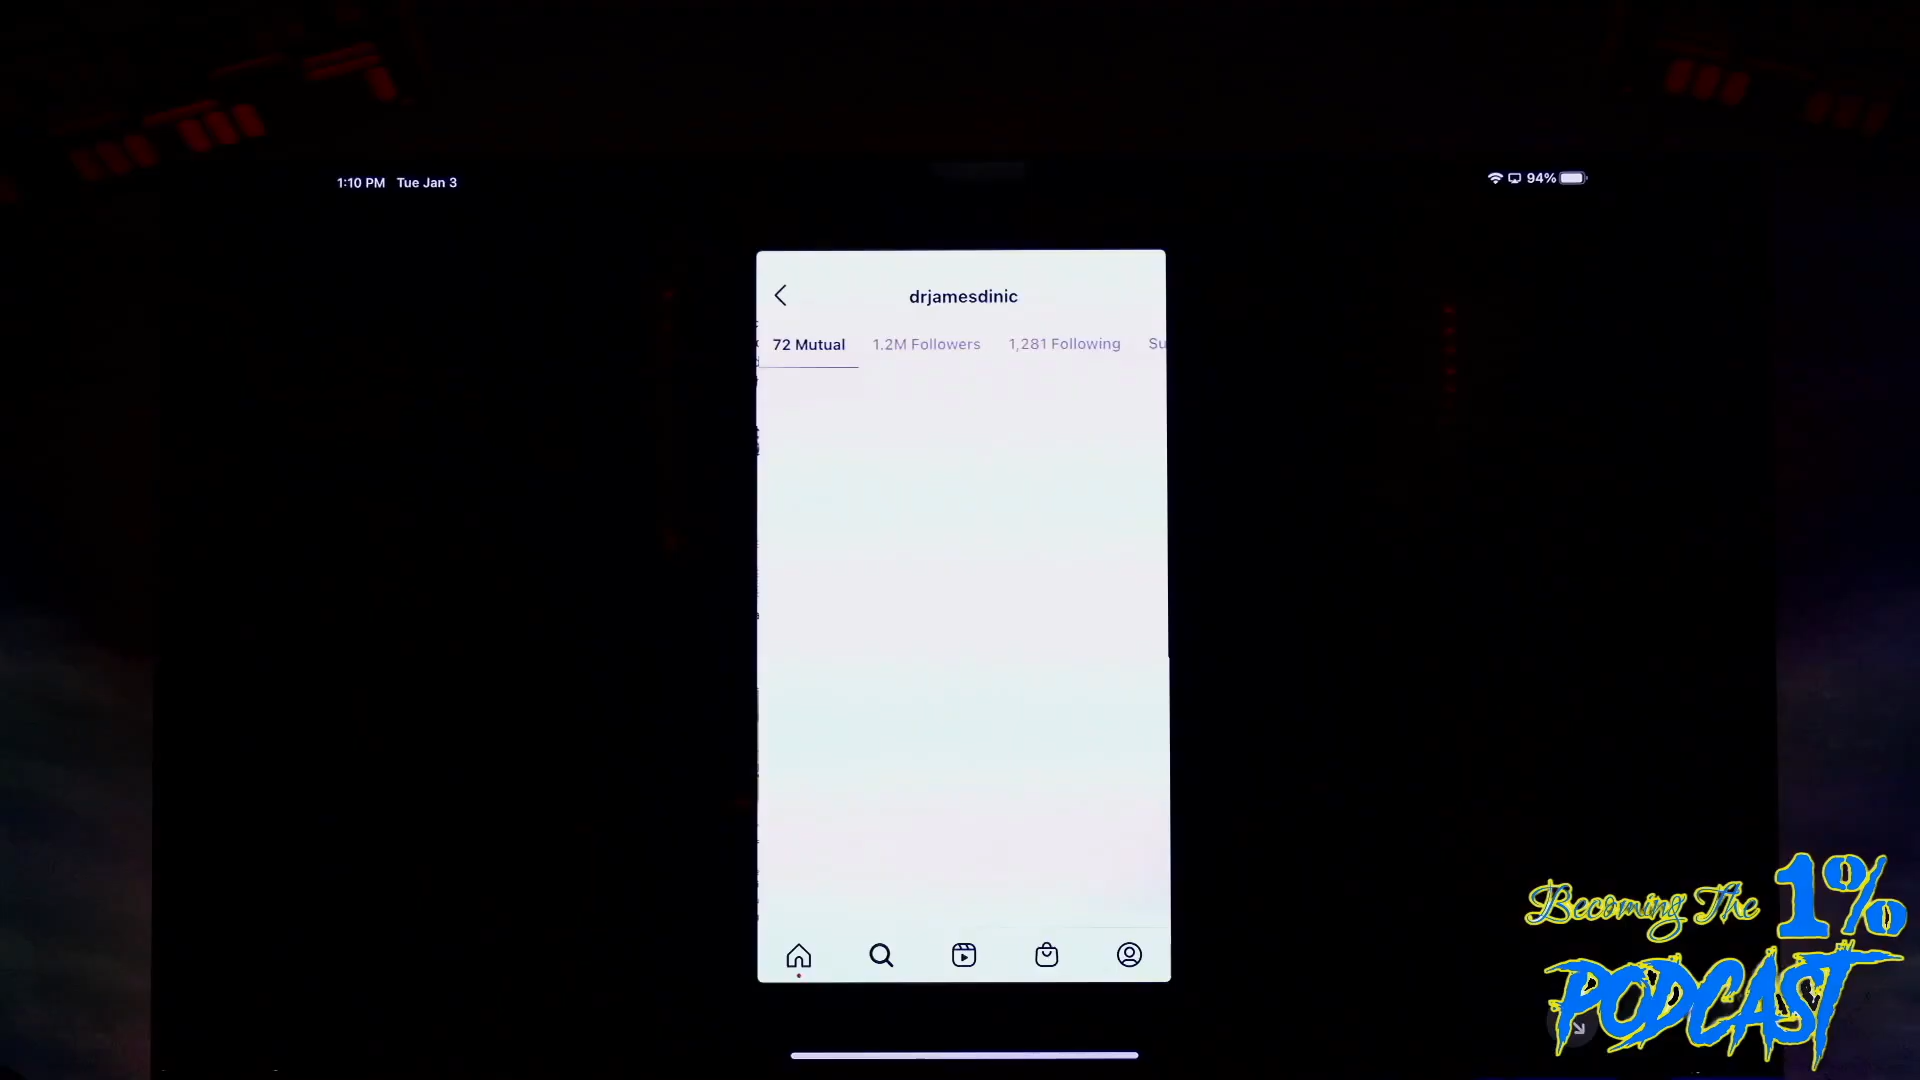 1:10 PM Tue Jan 3
94%
drjamesdinic
72 Mutual 1.2M Followers 1,281 Following Su
Becoming The 1%
PODCAST